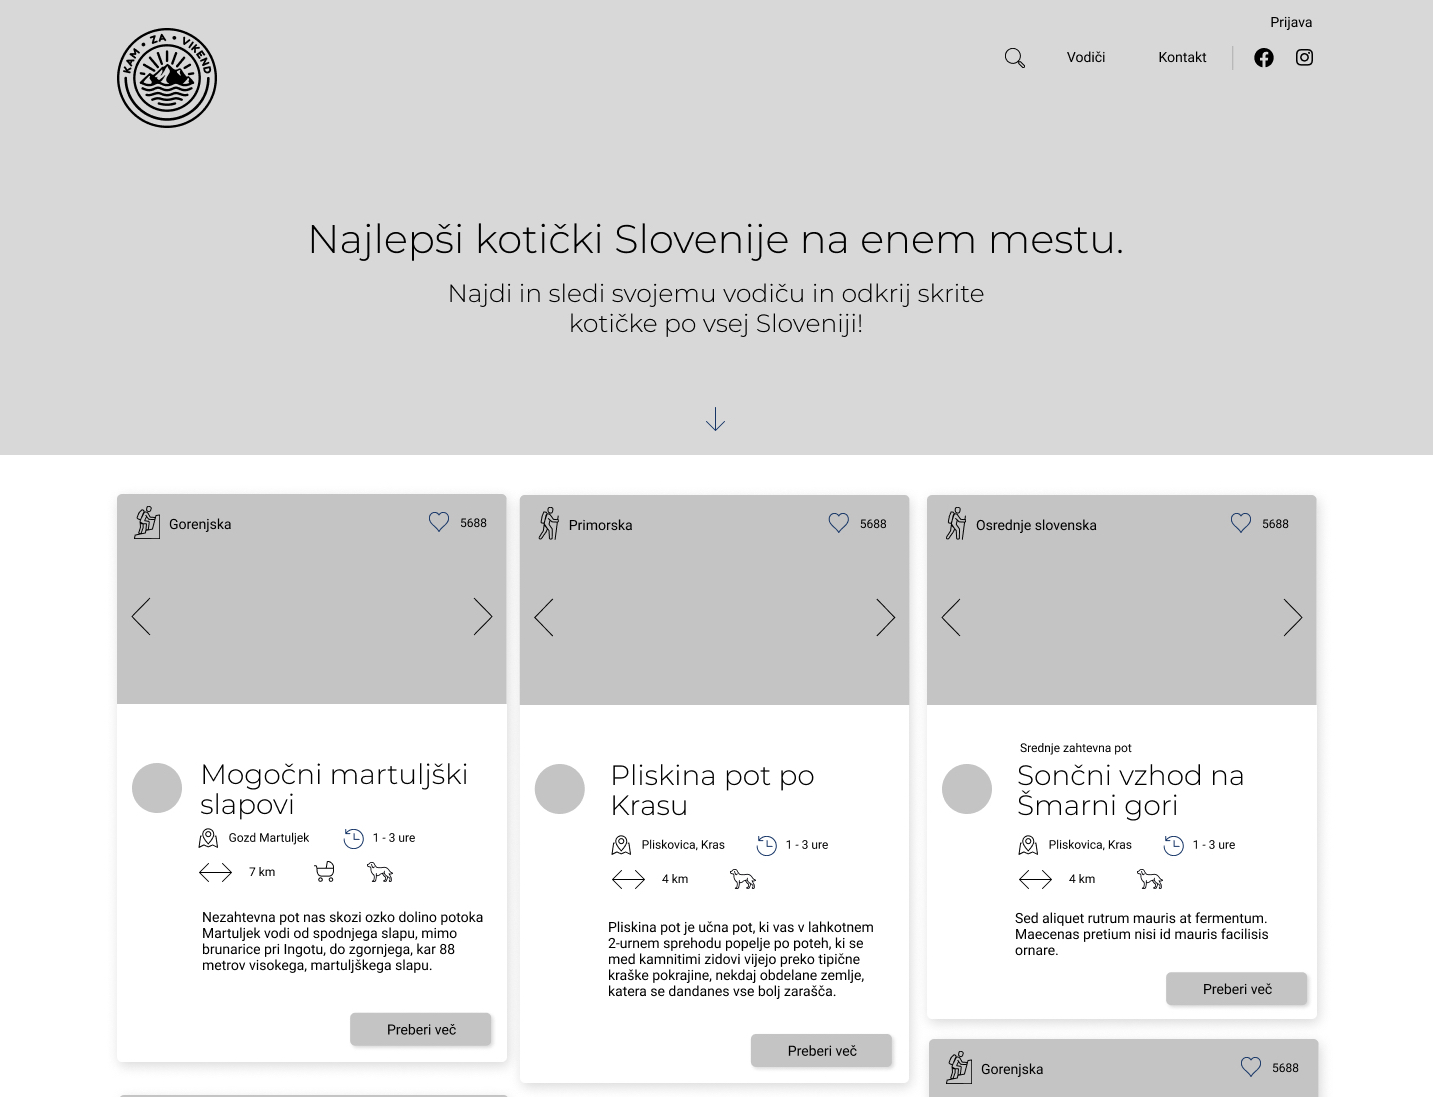 Prijava
KAM · ZA · VIKEND
Vodiči
Kontakt
Najlepši kotički Slovenije na enem mestu.
Najdi in sledi svojemu vodiču in odkrij skrite
kotičke po vsej Sloveniji!
Gorenjska
5688
Mogočni martuljški
slapovi
Gozd Martuljek
1 - 3 ure
7 km
Nezahtevna pot nas skozi ozko dolino potoka
Martuljek vodi od spodnjega slapu, mimo
brunarice pri Ingotu, do zgornjega, kar 88
metrov visokega, martuljškega slapu.
Preberi več
Primorska
5688
Pliskina pot po
Krasu
Pliskovica, Kras
1 - 3 ure
4 km
Pliskina pot je učna pot, ki vas v lahkotnem
2-urnem sprehodu popelje po poteh, ki se
med kamnitimi zidovi vijejo preko tipične
kraške pokrajine, nekdaj obdelane zemlje,
katera se dandanes vse bolj zarašča.
Preberi več
Osrednje slovenska
5688
Srednje zahtevna pot
Sončni vzhod na
Šmarni gori
Pliskovica, Kras
1 - 3 ure
4 km
Sed aliquet rutrum mauris at fermentum.
Maecenas pretium nisi id mauris facilisis
ornare.
Preberi več
Gorenjska
5688